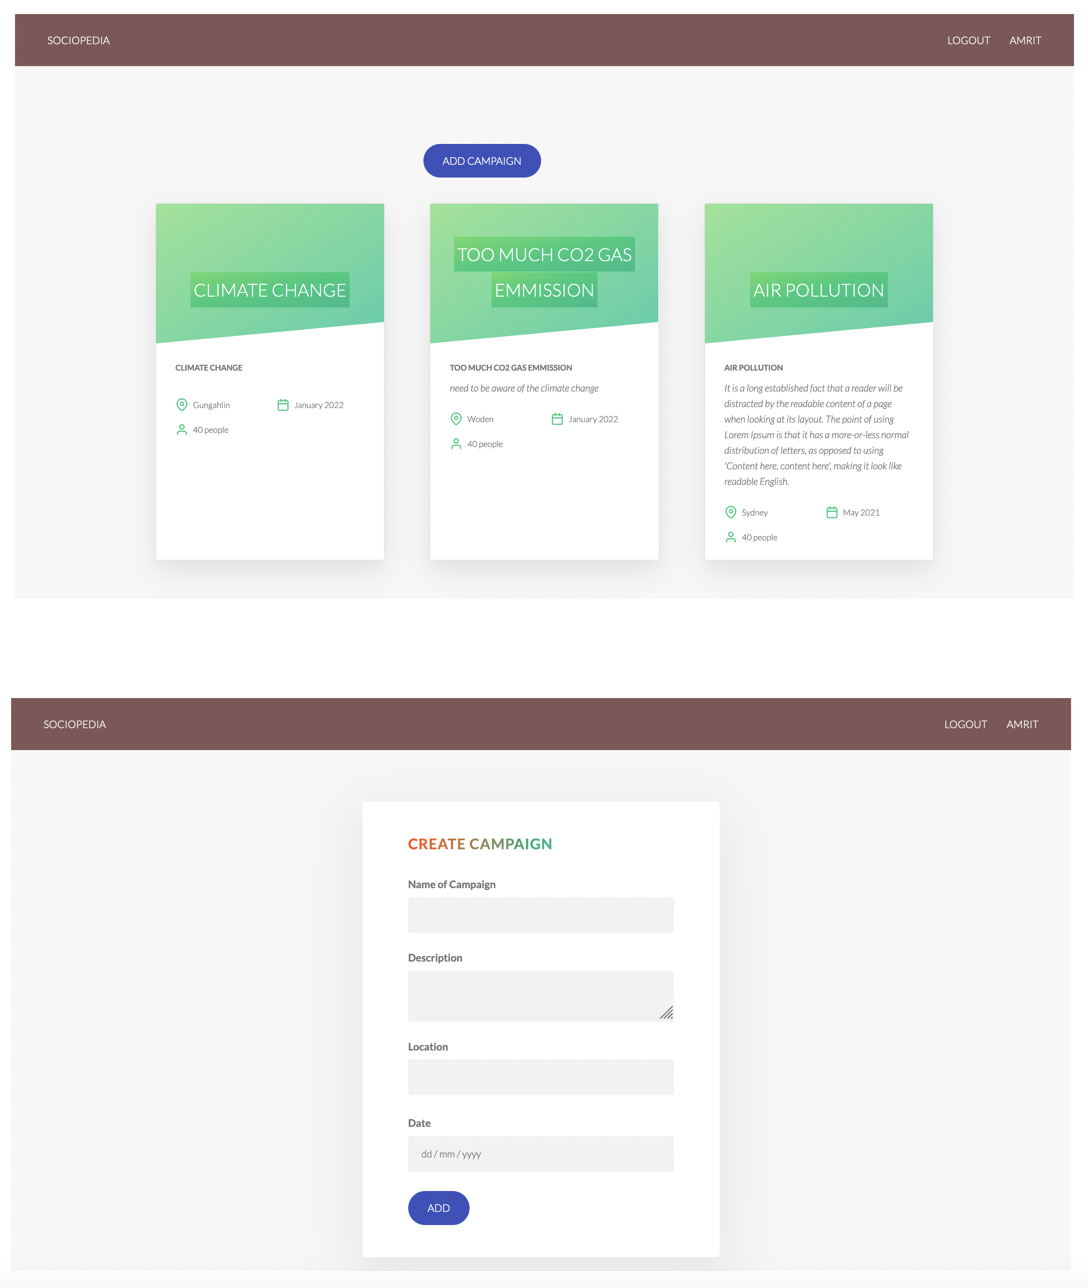 SOCIOPEDIA
LOGOUT AMRIT
ADD CAMPAIGN
CLIMATE CHANGE
CLIMATE CHANGE
Gungahlin January 2022
40 people
TOO MUCH CO2 GAS
EMMISSION
TOO MUCH CO2 GAS EMMISSION
need to be aware of the climate change
Woden January 2022
40 people
AIR POLLUTION
AIR POLLUTION
It is a long established fact that a reader will be
distracted by the readable content of a page
when looking at its layout. The point of using
Lorem Ipsum is that it has a more-or-less normal
distribution of letters, as opposed to using
'Content here, content here', making it look like
readable English.
Sydney May 2021
40 people
SOCIOPEDIA
LOGOUT AMRIT
CREATE CAMPAIGN
Name of Campaign
Description
Location
Date
dd / mm / yyyy
ADD